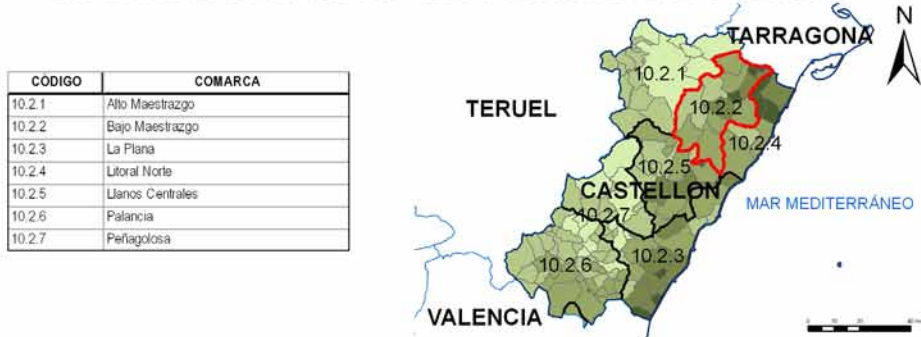 CÓDIGO COMARCA
10.2.1 Alto Maestrazgo
10.2.2 Bajo Maestrazgo
10.2.3 La Plana
10.2.4 Litoral Norte
10.2.5 Llanos Centrales
10.2.6 Palancia
10.2.7 Peñagolosa
N
TARRAGONA
10.2.1
TERUEL
10.2.2
10.2.4
10.2.5
CASTELLON
MAR MEDITERRÁNEO
10.2.7
10.2.6
10.2.3
VALENCIA